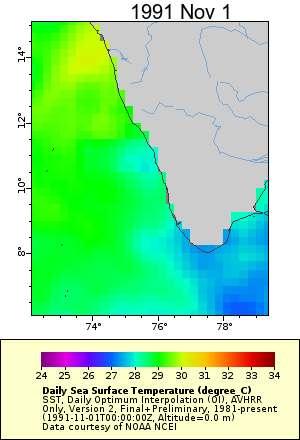 1991 Nov 1
14°
12°
10°
8°
74°
76°
78°
24 25 26 27 28 29 30 31 32 33 34
Daily Sea Surface Temperature (degree_C)
SST, Daily Optimum Interpolation (OI), AVHRR
Only, Version 2, Final+Preliminary, 1981-present
(1991-11-01T00:00:00Z, Altitude=0.0 m)
Data courtesy of NOAA NCEI